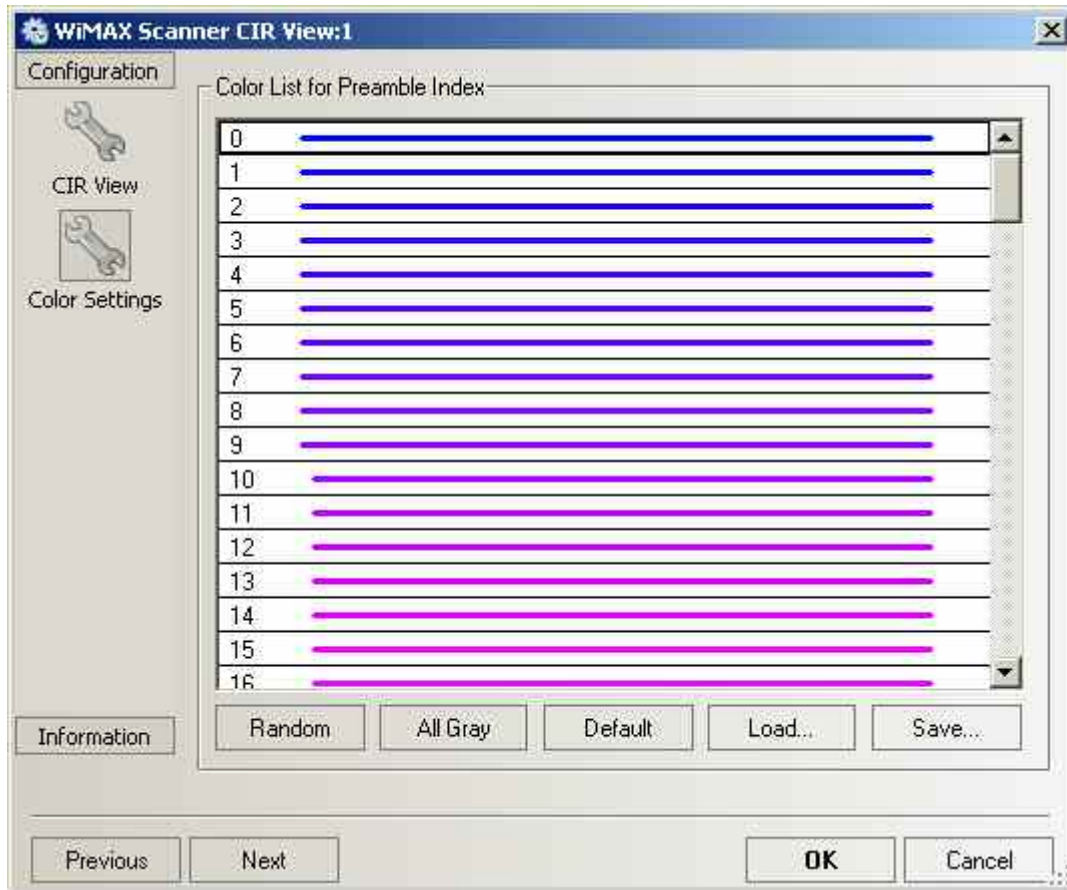 WiMAX Scanner CIR View:1
Configuration
CIR View
Color Settings
Information
Color List for Preamble Index
0
1
2
3
4
5
6
7
8
9
10
11
12
13
14
15
16
Random
All Gray
Default
Load...
Save...
Previous
Next
OK
Cancel